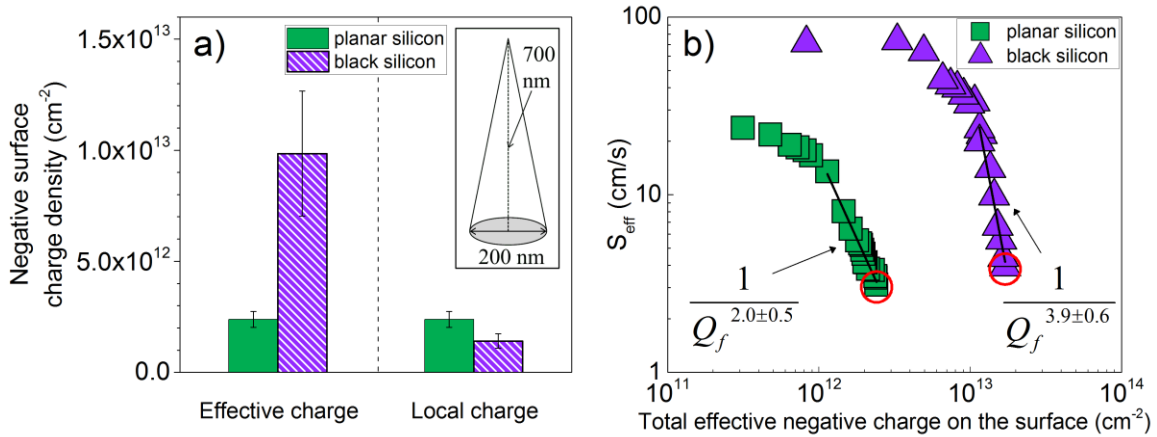 a)
planar silicon
black silicon
700
nm
200 nm
1.5x10^13
1.0x10^13
5.0x10^12
0.0
Negative surface
charge density (cm^-2)
Effective charge
Local charge
b)
planar silicon
black silicon
100
10
1
S_eff (cm/s)
1
Q_f^2.0±0.5
1
Q_f^3.9±0.6
10^11
10^12
10^13
10^14
Total effective negative charge on the surface (cm^-2)